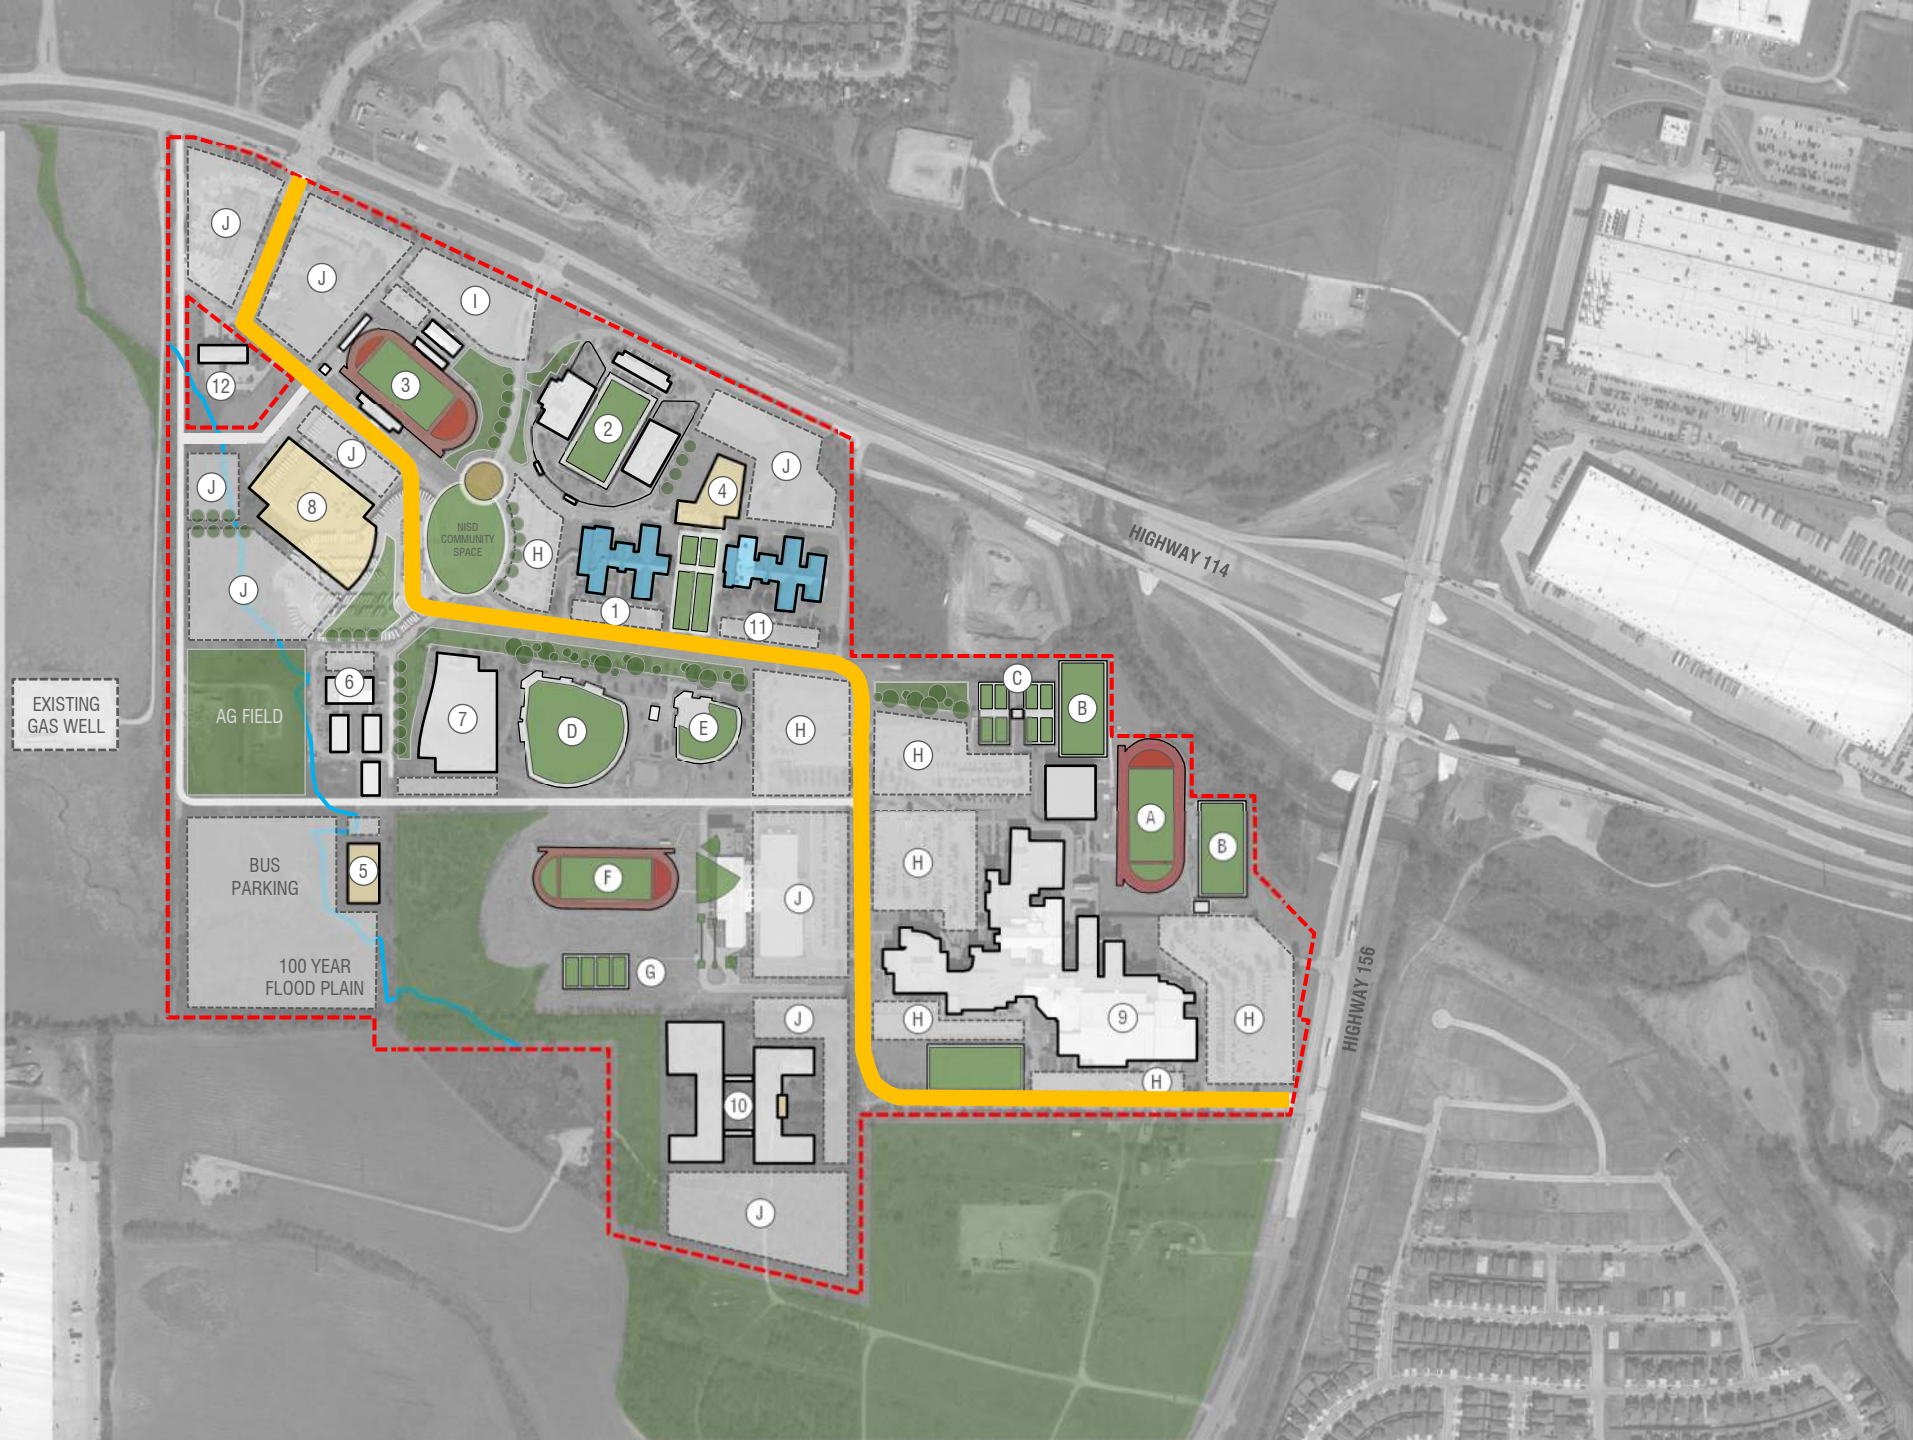 J
J
I
3
12
2
J
J
4
8
J
NISD
COMMUNITY
SPACE
H
HIGHWAY 114
J
1
11
6
C
EXISTING
GAS WELL
AG FIELD
7
D
E
H
B
H
A
B
BUS
PARKING
5
F
J
H
HIGHWAY 156
100 YEAR
FLOOD PLAIN
G
J
H
9
H
H
10
J